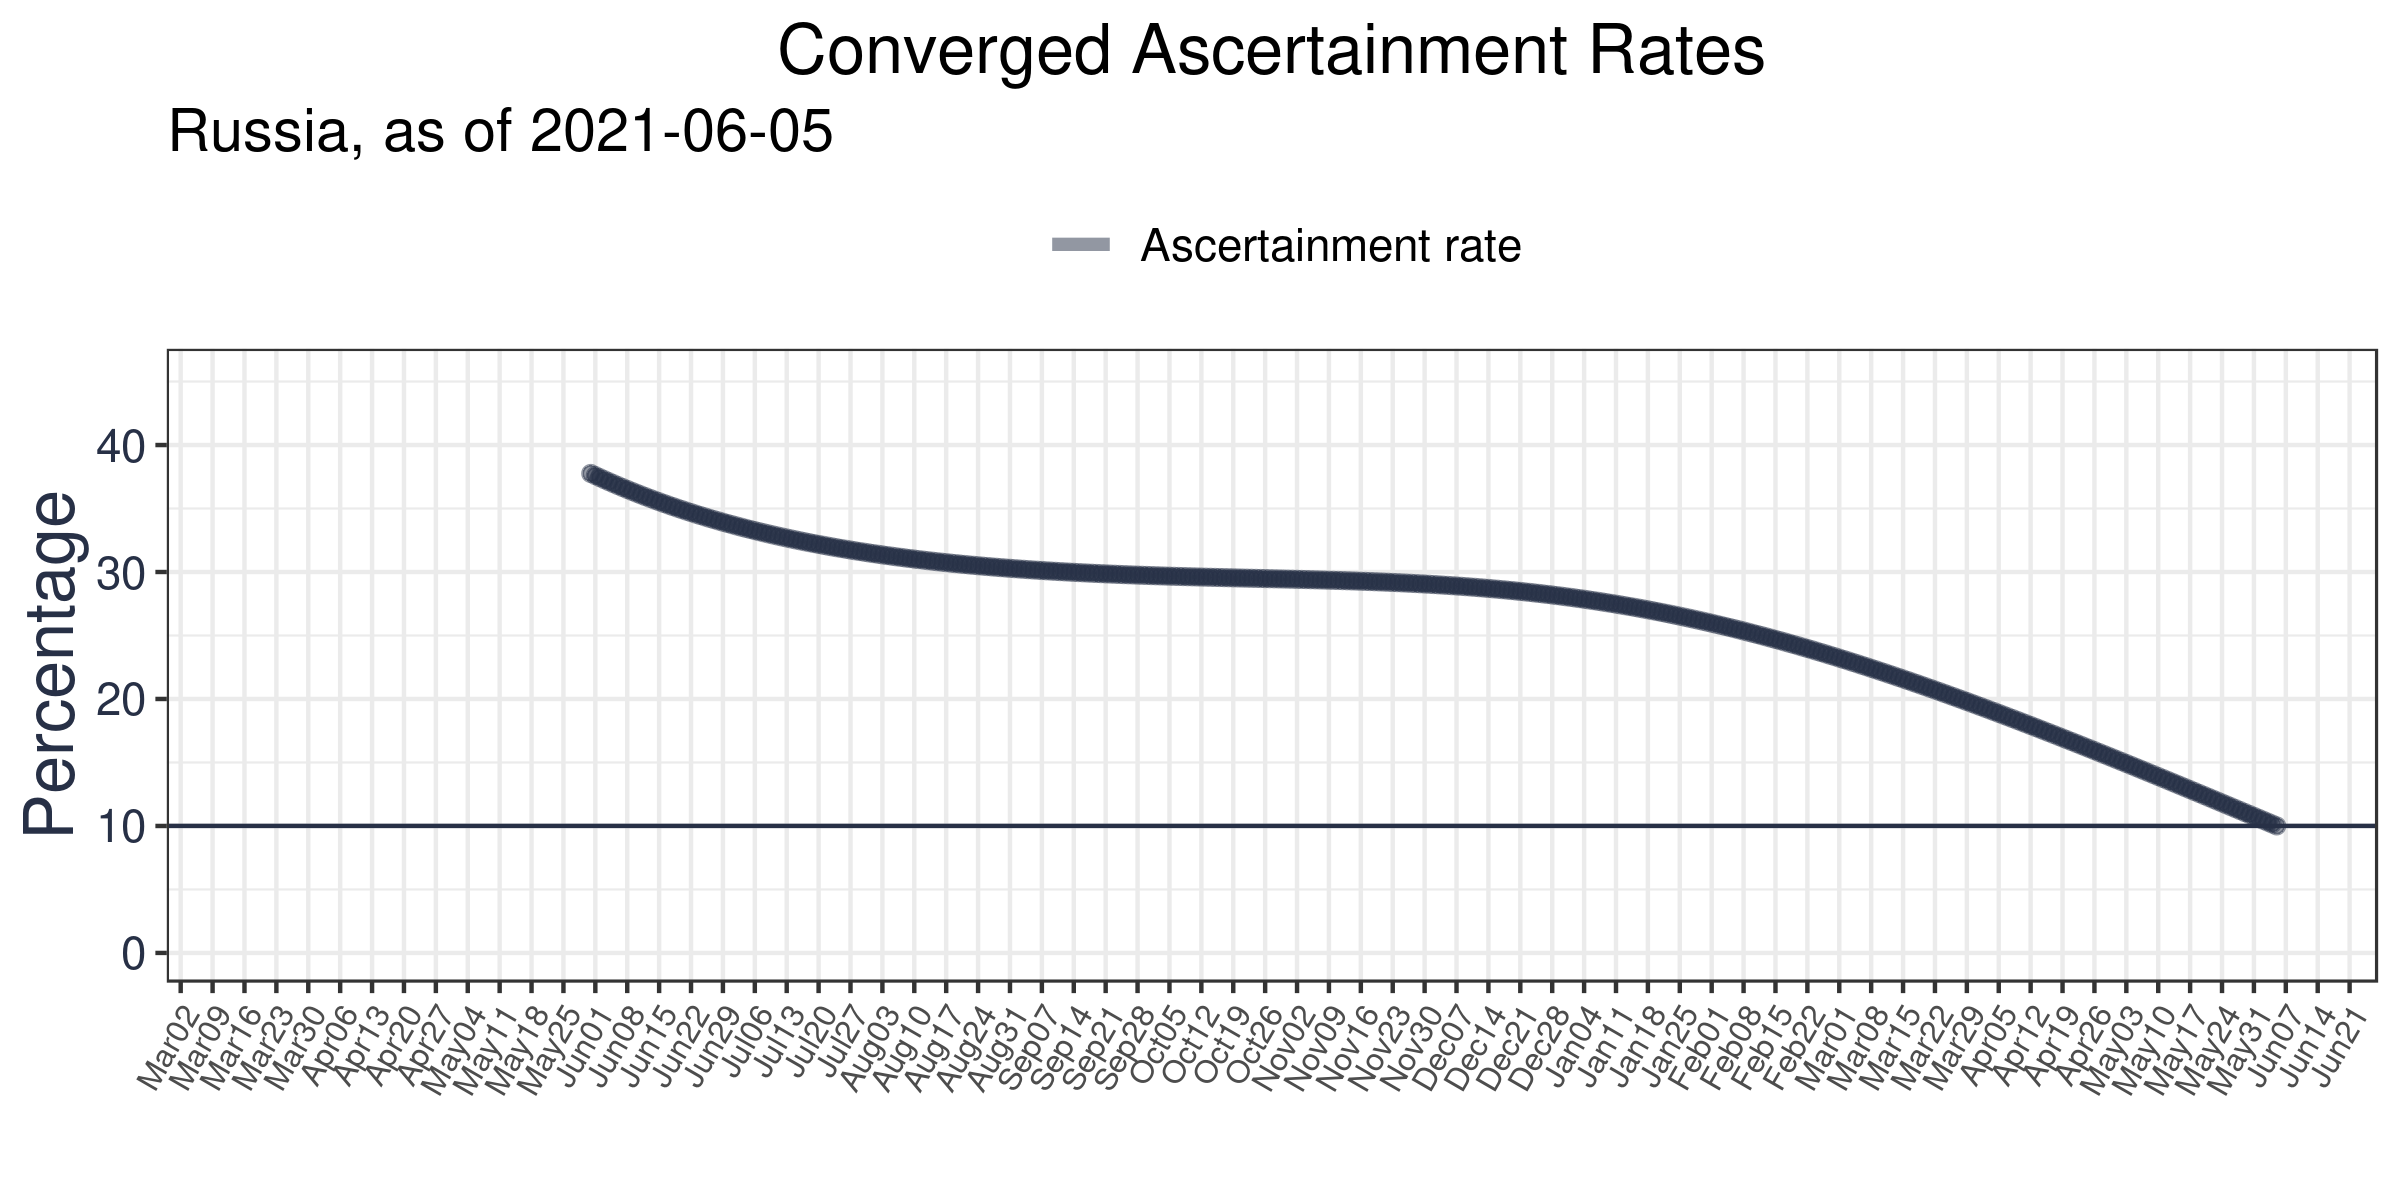 Converged Ascertainment Rates
Russia, as of 2021-06-05
Ascertainment rate
Percentage
40
30
20
10
0
Mar02 Mar09 Mar16 Mar23 Mar30 Apr06 Apr13 Apr20 Apr27 May04 May11 May18 May25 Jun01 Jun08 Jun15 Jun22 Jun29 Jul06 Jul13 Jul20 Jul27 Aug03 Aug10 Aug17 Aug24 Aug31 Sep07 Sep14 Sep21 Sep28 Oct05 Oct12 Oct19 Oct26 Nov02 Nov09 Nov16 Nov23 Nov30 Dec07 Dec14 Dec21 Dec28 Jan04 Jan11 Jan18 Jan25 Feb01 Feb08 Feb15 Feb22 Mar01 Mar08 Mar15 Mar22 Mar29 Apr05 Apr12 Apr19 Apr26 May03 May10 May17 May24 May31 Jun07 Jun14 Jun21